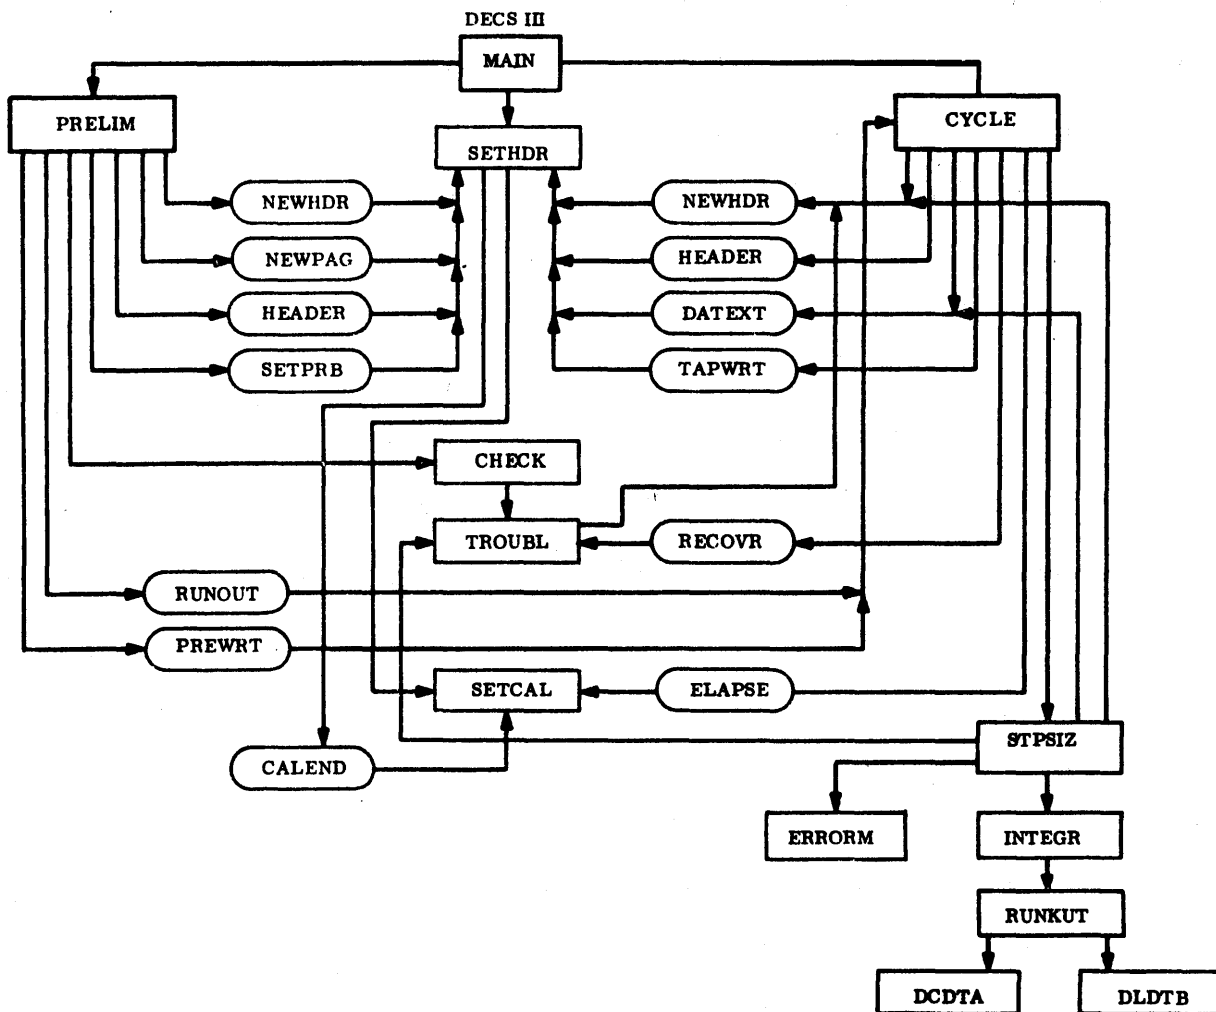 DECS III
MAIN
PRELIM
CYCLE
SETHDR
NEWHDR
NEWHDR
NEWPAG
HEADER
HEADER
DATEXT
SETPRB
TAPWRT
CHECK
TROUBL
RECOVR
RUNOUT
PREWRT
SETCAL
ELAPSE
STPSIZ
CALEND
ERRORM
INTEGR
RUNKUT
DCDTA
DLDTB